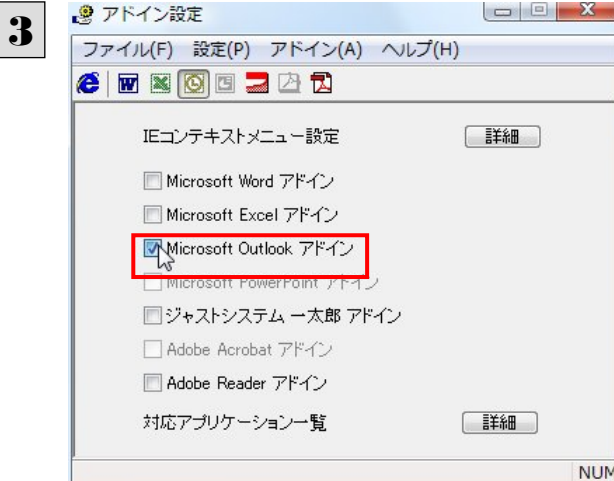 3
アドイン設定
ファイル(F) 設定(P) アドイン(A) ヘルプ(H)
IEコンテキストメニュー設定 詳細
Microsoft Word アドイン
Microsoft Excel アドイン
Microsoft Outlook アドイン
Microsoft PowerPoint アドイン
ジャストシステム 一太郎 アドイン
Adobe Acrobat アドイン
Adobe Reader アドイン
対応アプリケーション一覧 詳細
NUM